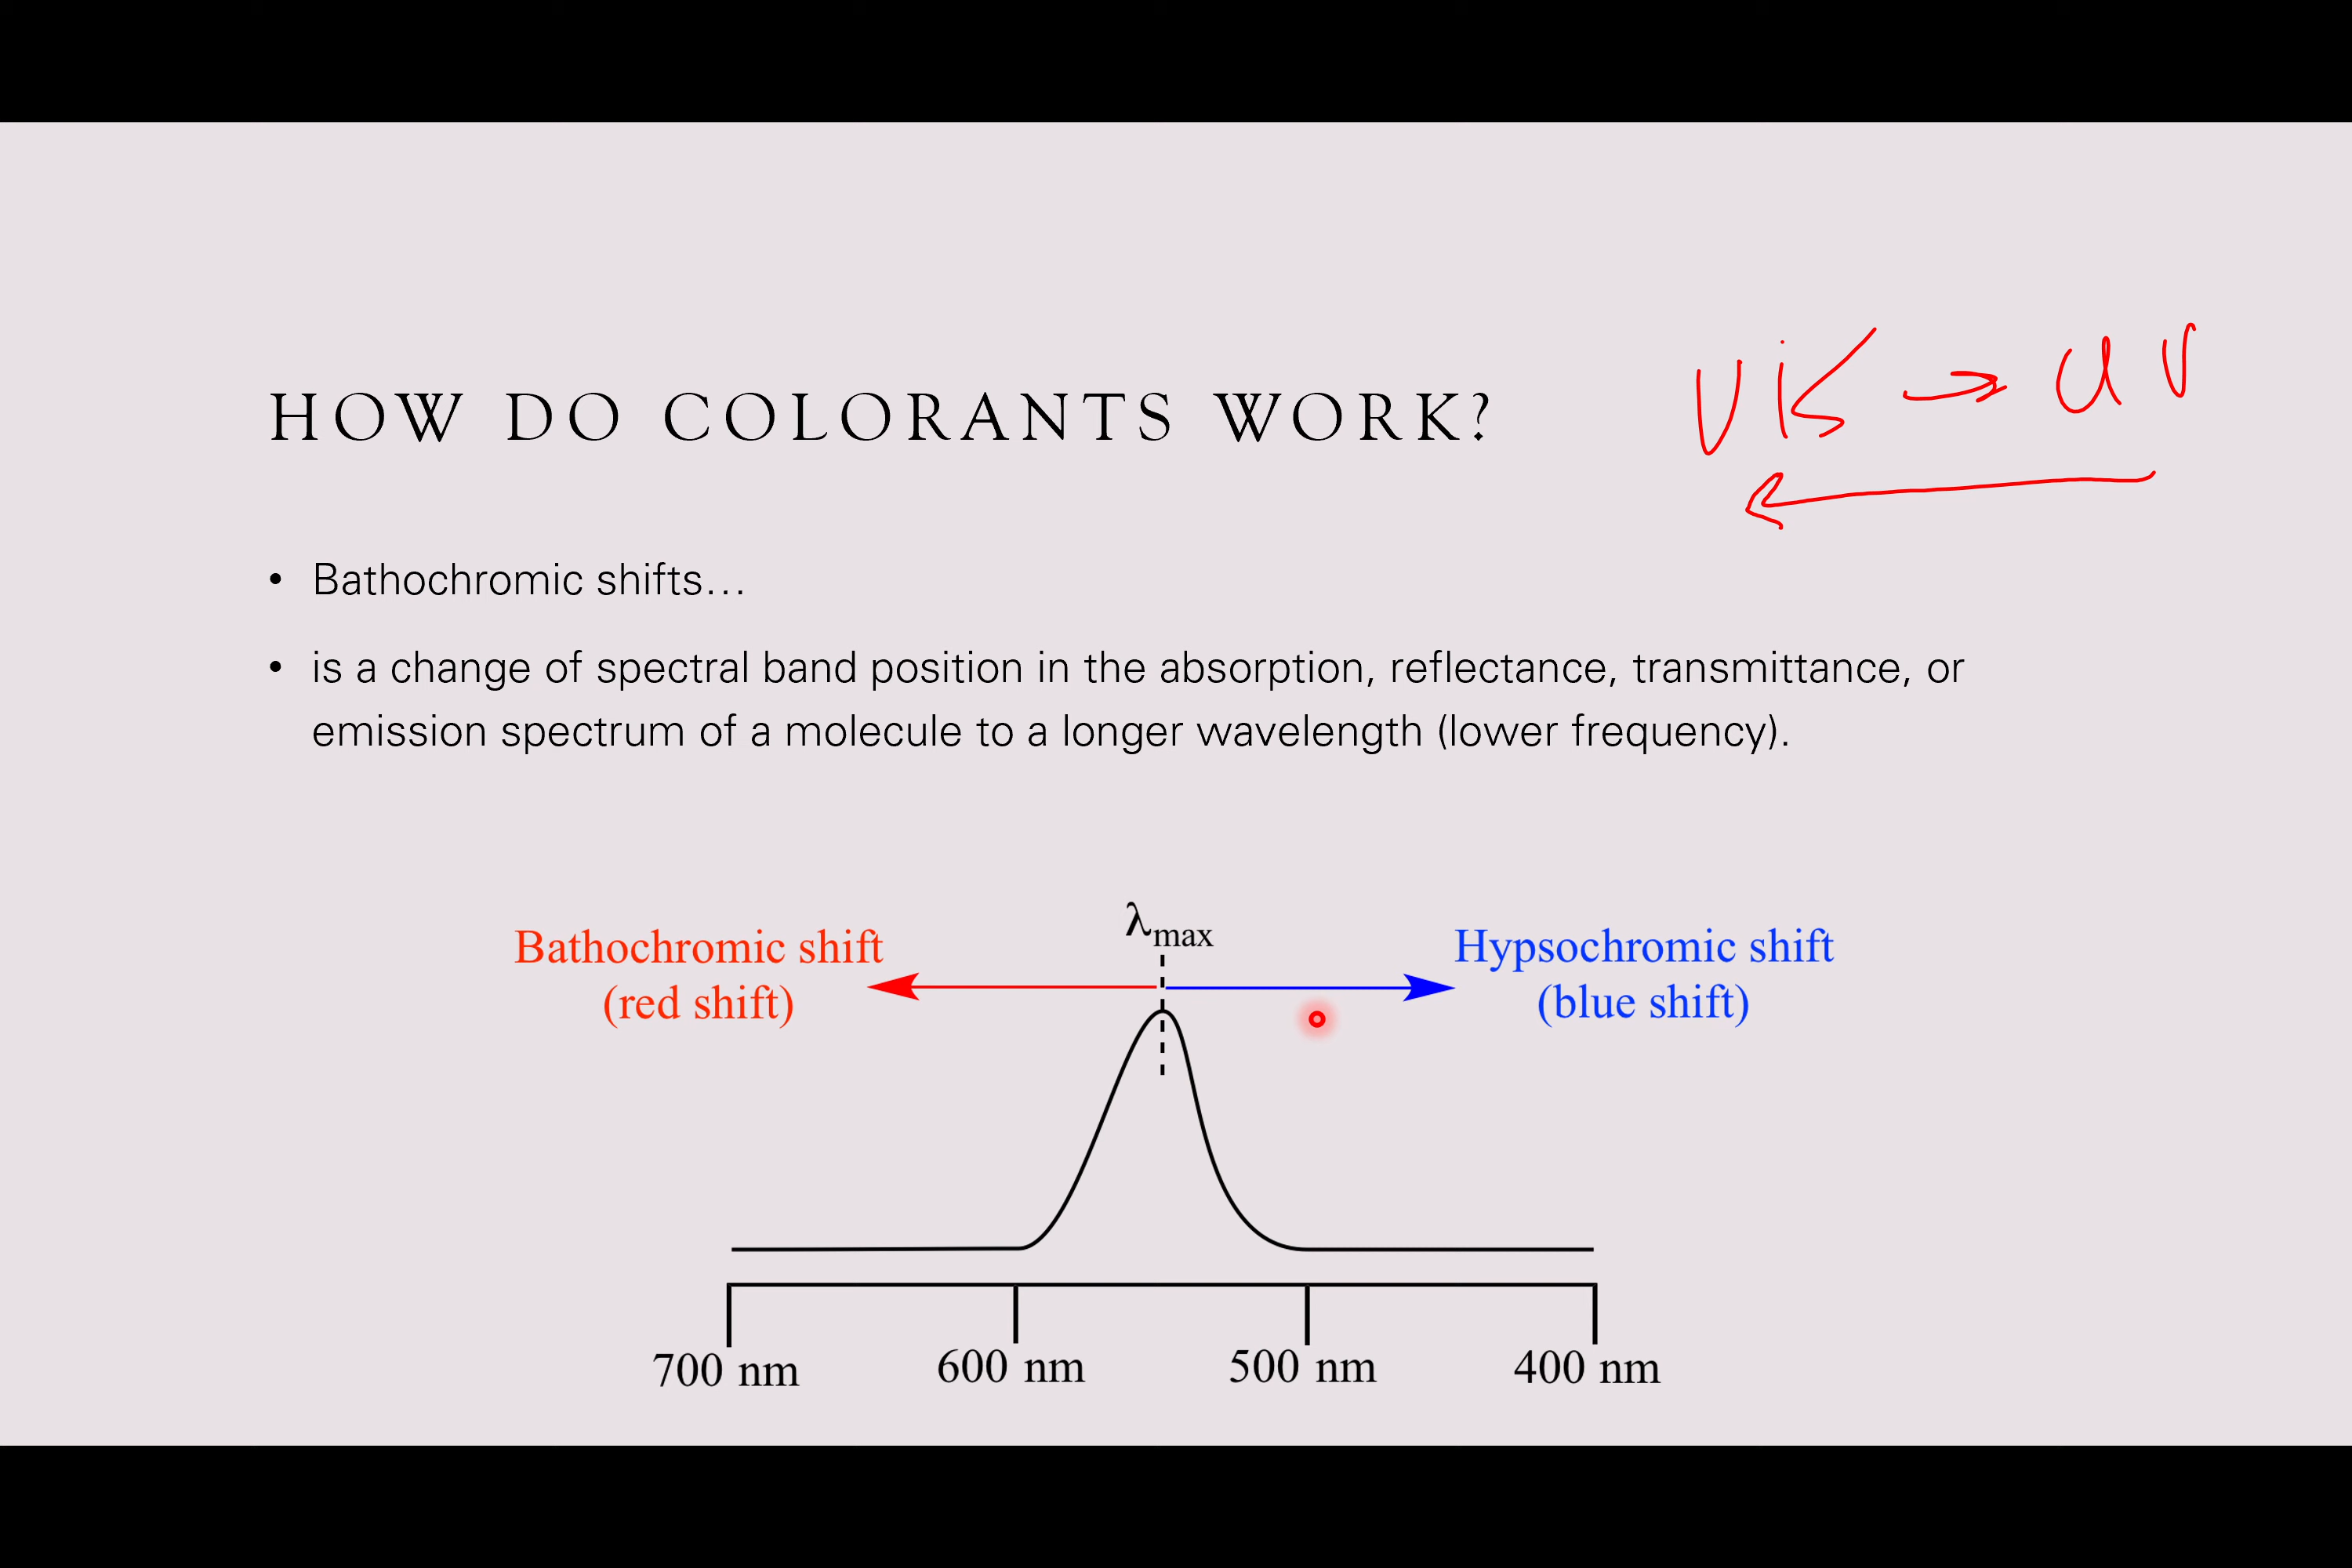 HOW DO COLORANTS WORK?
vis → uv
• Bathochromic shifts…
• is a change of spectral band position in the absorption, reflectance, transmittance, or
emission spectrum of a molecule to a longer wavelength (lower frequency).
λmax
Bathochromic shift
(red shift)
Hypsochromic shift
(blue shift)
700 nm
600 nm
500 nm
400 nm